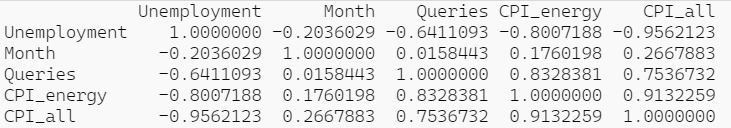 Unemployment Month Queries CPI_energy CPI_all
Unemployment 1.0000000 -0.2036029 -0.6411093 -0.8007188 -0.9562123
Month -0.2036029 1.0000000 0.0158443 0.1760198 0.2667883
Queries -0.6411093 0.0158443 1.0000000 0.8328381 0.7536732
CPI_energy -0.8007188 0.1760198 0.8328381 1.0000000 0.9132259
CPI_all -0.9562123 0.2667883 0.7536732 0.9132259 1.0000000